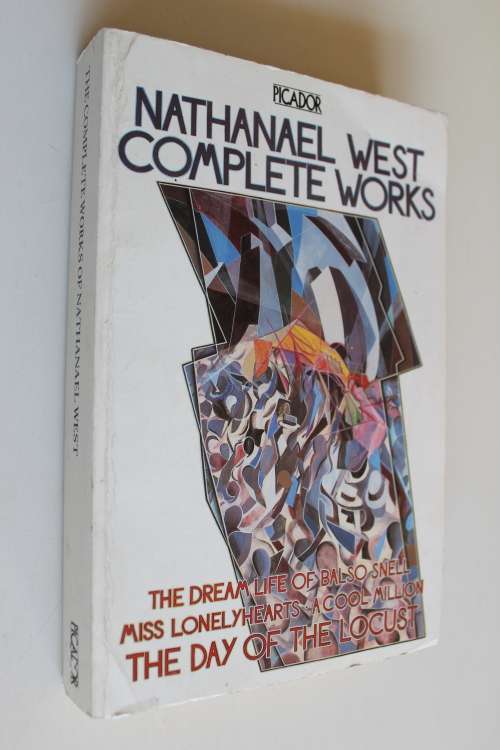 PICADOR
NATHANAEL WEST
COMPLETE WORKS
THE DREAM LIFE OF BALSO SNELL
MISS LONELYHEARTS · A COOL MILLION
THE DAY OF THE LOCUST
THE COMPLETE WORKS OF NATHANAEL WEST
PICADOR